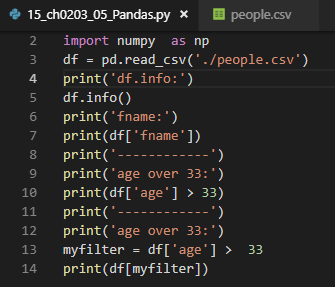 15_ch0203_05_Pandas.py
people.csv
2 import numpy  as np
3 df = pd.read_csv('./people.csv')
4 print('df.info:')
5 df.info()
6 print('fname:')
7 print(df['fname'])
8 print('------------')
9 print('age over 33:')
10 print(df['age'] > 33)
11 print('------------')
12 print('age over 33:')
13 myfilter = df['age'] >  33
14 print(df[myfilter])